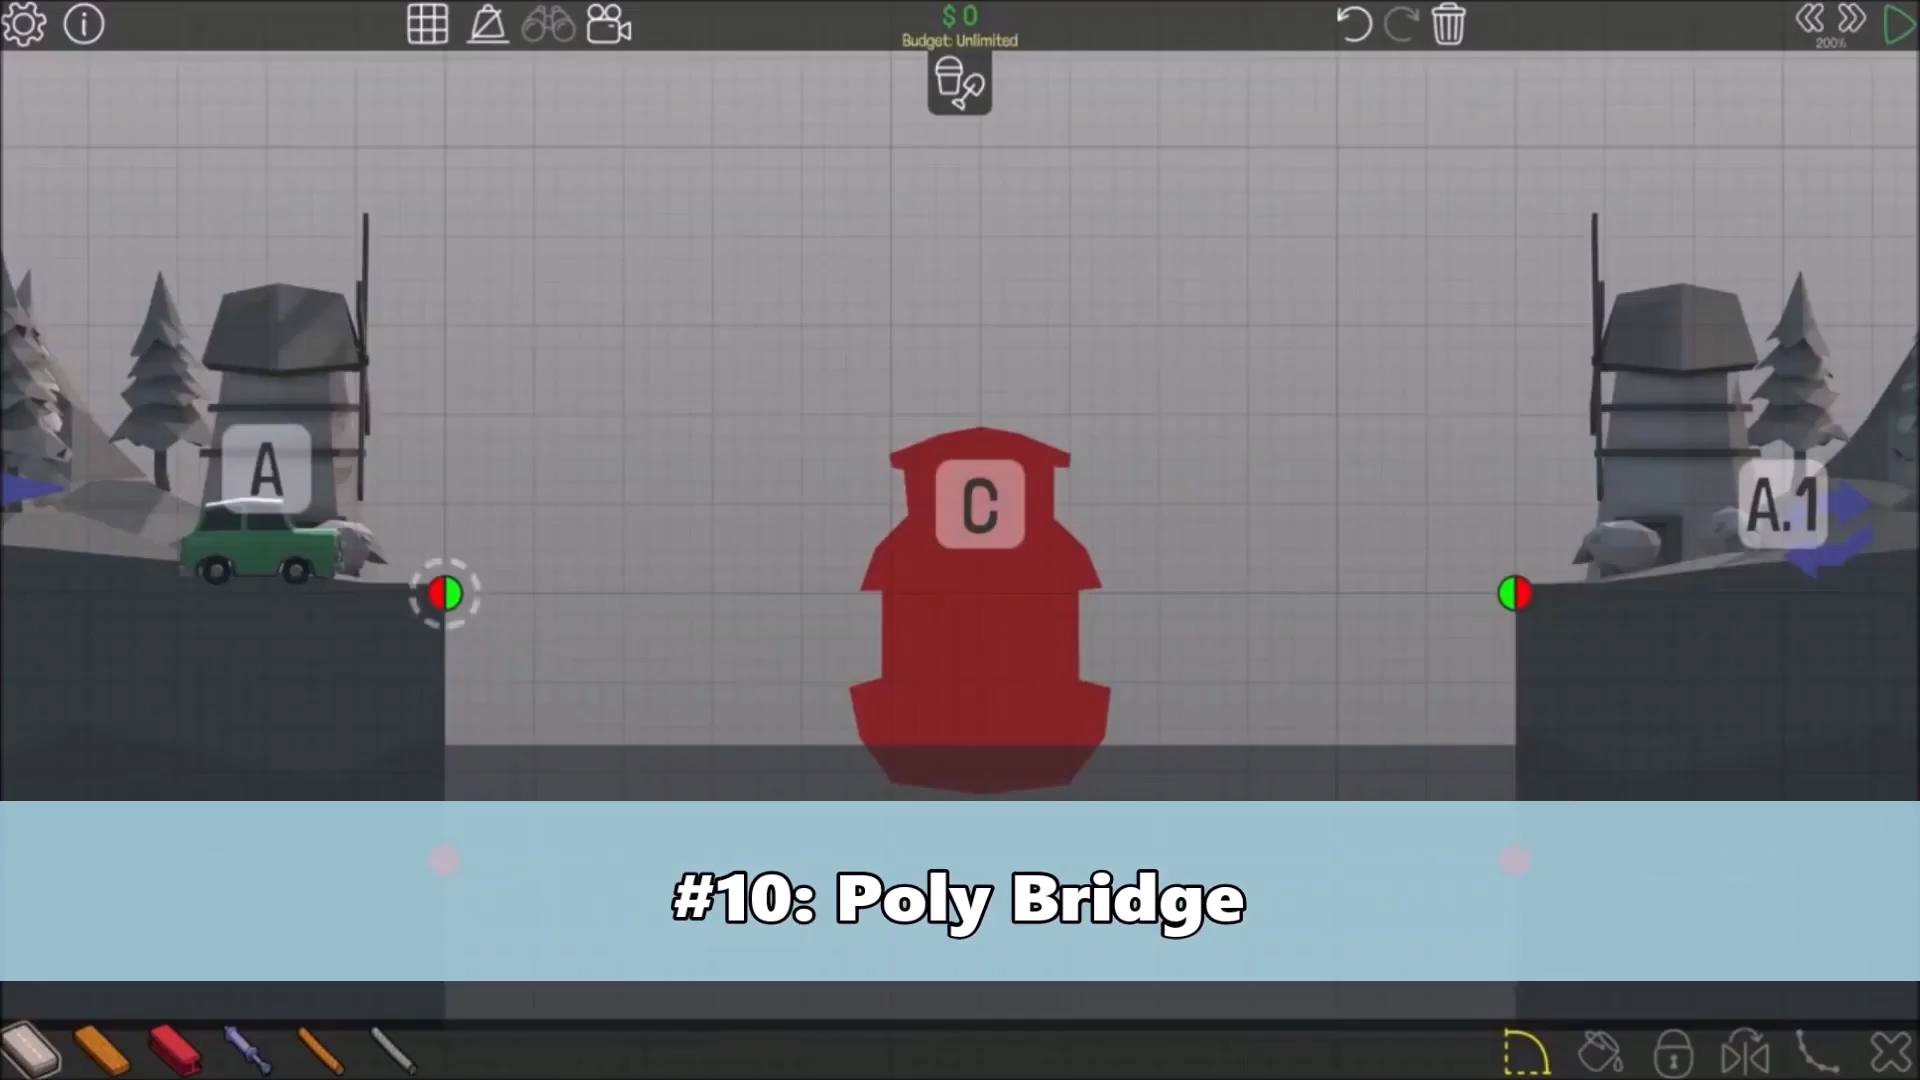 $ 0
Budget: Unlimited
200%
A
C
A.1
#10: Poly Bridge